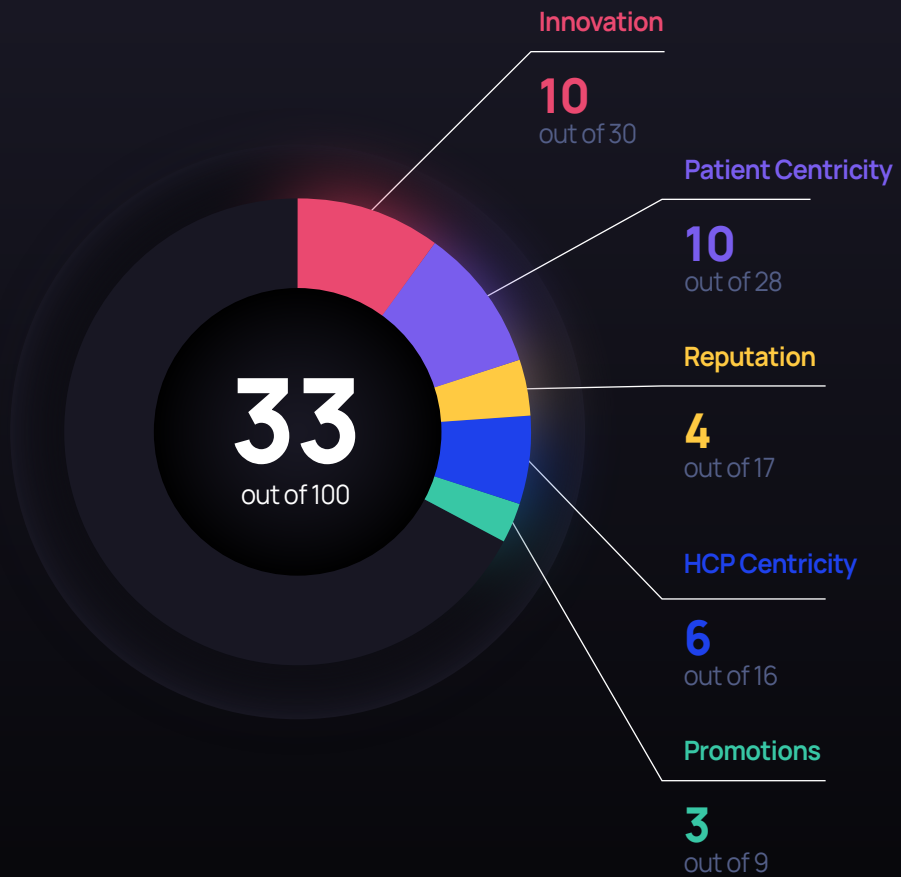 Innovation
10
out of 30
Patient Centricity
10
out of 28
Reputation
4
out of 17
33
out of 100
HCP Centricity
6
out of 16
Promotions
3
out of 9